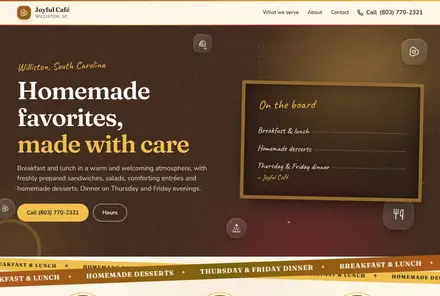 Joyful Café
WILLISTON, SC
What we serve
About
Contact
Call (803) 770-2321
Williston, South Carolina
Homemade
favorites,
made with care
Breakfast and lunch in a warm and welcoming atmosphere, with
freshly prepared sandwiches, salads, comforting entrées and
homemade desserts. Dinner on Thursday and Friday evenings.
Call (803) 770-2321
Hours
On the board
Breakfast & lunch
Homemade desserts
Thursday & Friday dinner
– Joyful Café
BREAKFAST & LUNCH
AKFAST & LUNCH
HOMEMADE DESSERTS
THURSDAY & FRIDAY DINNER
BREAKFAST & LUNCH